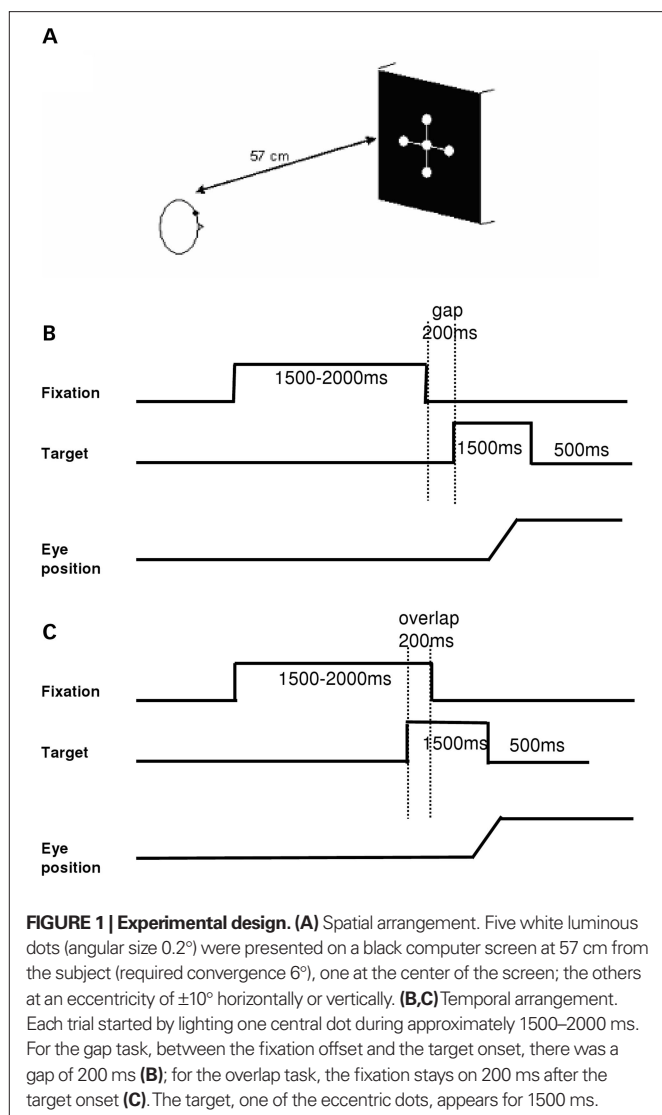 A
57 cm
B
gap
200ms
Fixation
1500-2000ms
Target
1500ms
500ms
Eye
position
C
overlap
200ms
Fixation
1500-2000ms
Target
1500ms
500ms
Eye
position
FIGURE 1 | Experimental design. (A) Spatial arrangement. Five white luminous
dots (angular size 0.2°) were presented on a black computer screen at 57 cm from
the subject (required convergence 6°), one at the center of the screen; the others
at an eccentricity of ±10° horizontally or vertically. (B,C) Temporal arrangement.
Each trial started by lighting one central dot during approximately 1500–2000 ms.
For the gap task, between the fixation offset and the target onset, there was a
gap of 200 ms (B); for the overlap task, the fixation stays on 200 ms after the
target onset (C). The target, one of the eccentric dots, appears for 1500 ms.